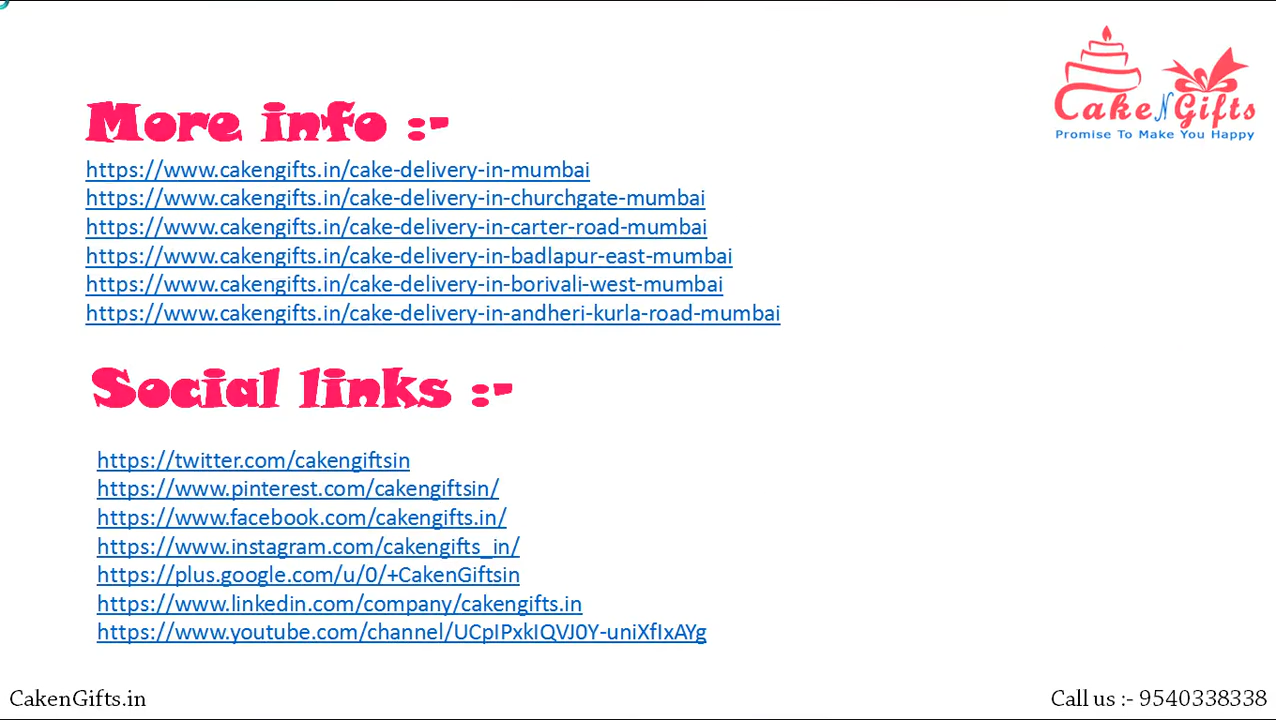 Cake N Gifts
Promise To Make You Happy
More info :-
https://www.cakengifts.in/cake-delivery-in-mumbai
https://www.cakengifts.in/cake-delivery-in-churchgate-mumbai
https://www.cakengifts.in/cake-delivery-in-carter-road-mumbai
https://www.cakengifts.in/cake-delivery-in-badlapur-east-mumbai
https://www.cakengifts.in/cake-delivery-in-borivali-west-mumbai
https://www.cakengifts.in/cake-delivery-in-andheri-kurla-road-mumbai
Social links :-
https://twitter.com/cakengiftsin
https://www.pinterest.com/cakengiftsin/
https://www.facebook.com/cakengifts.in/
https://www.instagram.com/cakengifts_in/
https://plus.google.com/u/0/+CakenGiftsin
https://www.linkedin.com/company/cakengifts.in
https://www.youtube.com/channel/UCpIPxkIQVJ0Y-uniXfIxAYg
CakenGifts.in
Call us :- 9540338338